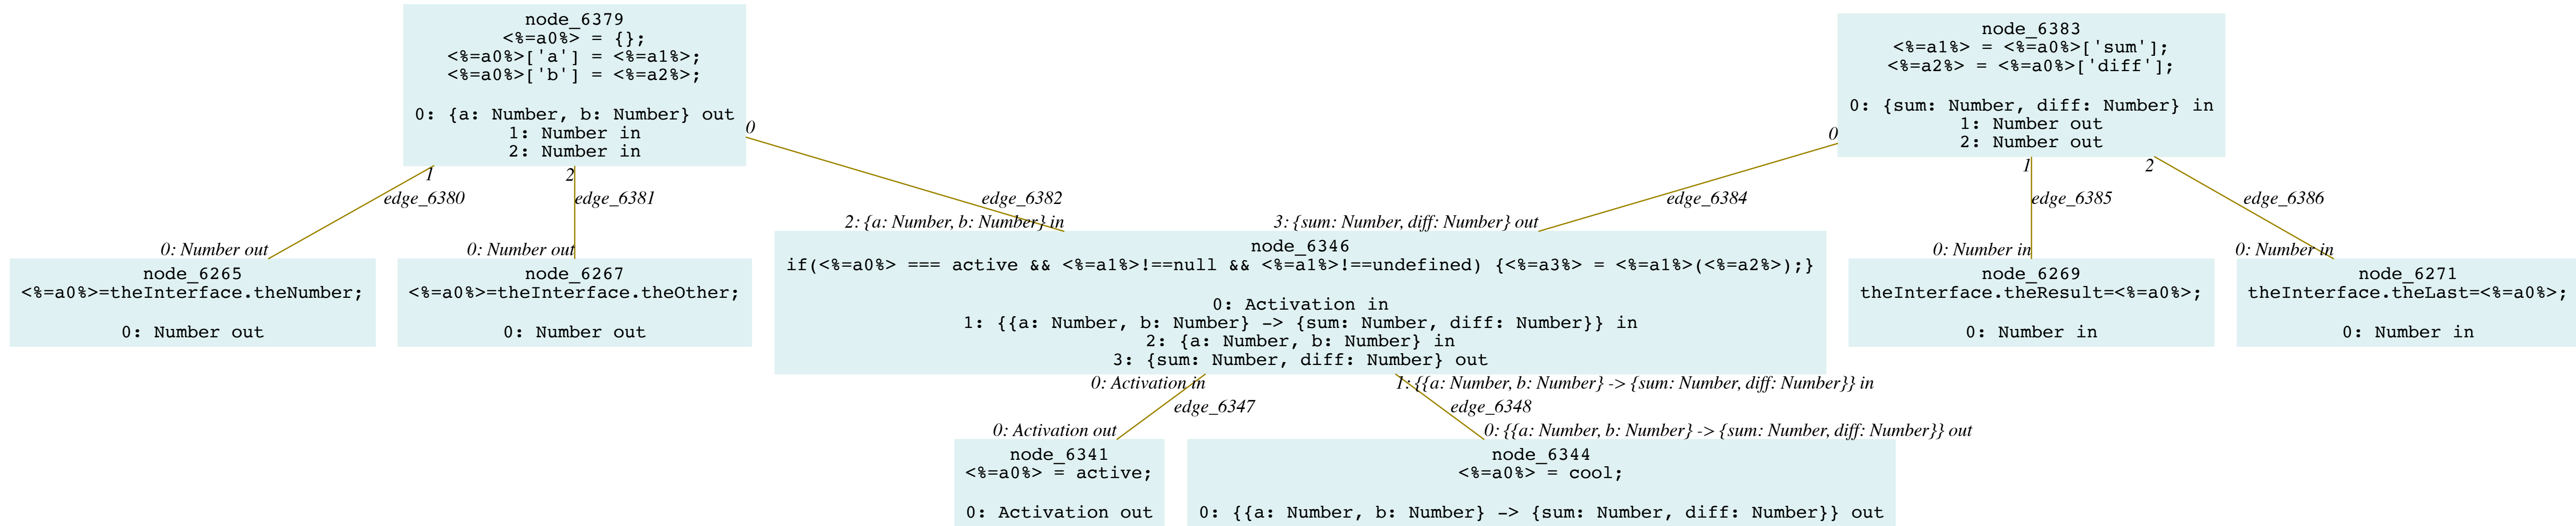 node_6379
<%=a0%> = {};
<%=a0%>['a'] = <%=a1%>;
<%=a0%>['b'] = <%=a2%>;
0: {a: Number, b: Number} out
1: Number in
2: Number in
node_6383
<%=a1%> = <%=a0%>['sum'];
<%=a2%> = <%=a0%>['diff'];
0: {sum: Number, diff: Number} in
1: Number out
2: Number out
0
0
1
2
1
2
edge_6380
edge_6381
edge_6382
edge_6384
edge_6385
edge_6386
0: Number out
0: Number out
2: {a: Number, b: Number} in
3: {sum: Number, diff: Number} out
0: Number in
0: Number in
node_6265
<%=a0%>=theInterface.theNumber;
0: Number out
node_6267
<%=a0%>=theInterface.theOther;
0: Number out
node_6346
if(<%=a0%> === active && <%=a1%>!==null && <%=a1%>!==undefined) {<%=a3%> = <%=a1%>(<%=a2%>);}
0: Activation in
1: {{a: Number, b: Number} -> {sum: Number, diff: Number}} in
2: {a: Number, b: Number} in
3: {sum: Number, diff: Number} out
node_6269
theInterface.theResult=<%=a0%>;
0: Number in
node_6271
theInterface.theLast=<%=a0%>;
0: Number in
0: Activation in
1: {{a: Number, b: Number} -> {sum: Number, diff: Number}} in
edge_6347
edge_6348
0: Activation out
0: {{a: Number, b: Number} -> {sum: Number, diff: Number}} out
node_6341
<%=a0%> = active;
0: Activation out
node_6344
<%=a0%> = cool;
0: {{a: Number, b: Number} -> {sum: Number, diff: Number}} out